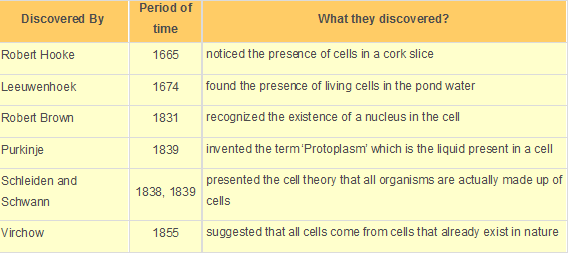 Discovered By Period of time What they discovered?
Robert Hooke 1665 noticed the presence of cells in a cork slice
Leeuwenhoek 1674 found the presence of living cells in the pond water
Robert Brown 1831 recognized the existence of a nucleus in the cell
Purkinje 1839 invented the term ‘Protoplasm’ which is the liquid present in a cell
Schleiden and Schwann 1838, 1839 presented the cell theory that all organisms are actually made up of cells
Virchow 1855 suggested that all cells come from cells that already exist in nature